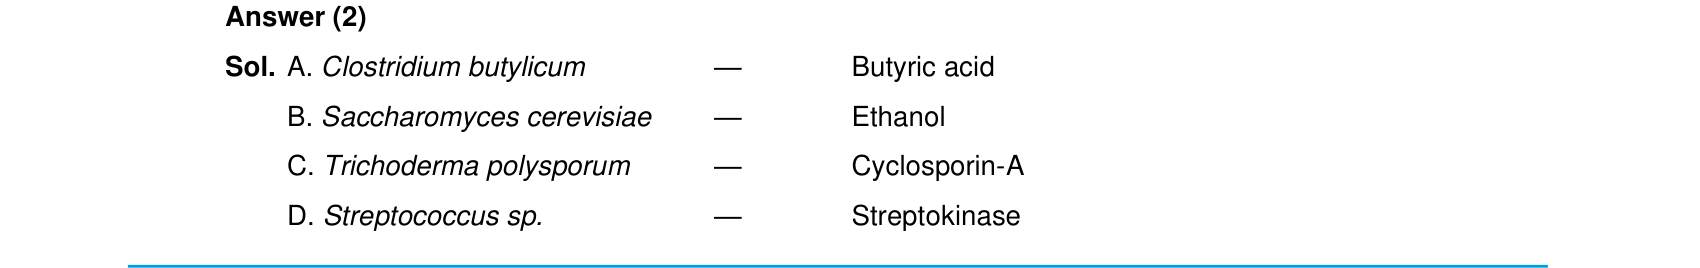 Answer (2)
Sol. A. Clostridium butylicum — Butyric acid
B. Saccharomyces cerevisiae — Ethanol
C. Trichoderma polysporum — Cyclosporin-A
D. Streptococcus sp. — Streptokinase